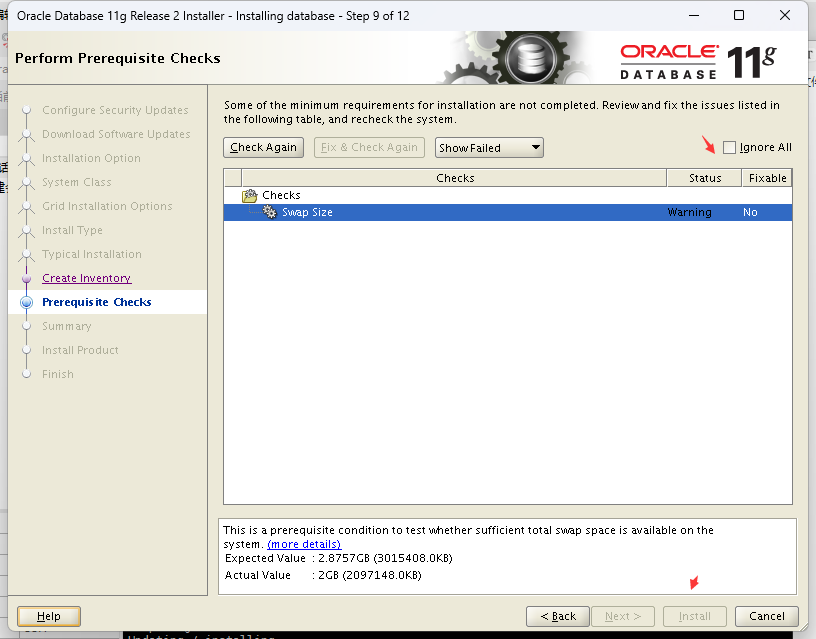 Oracle Database 11g Release 2 Installer - Installing database - Step 9 of 12
Perform Prerequisite Checks
ORACLE
DATABASE 11g
Configure Security Updates
Download Software Updates
Installation Option
System Class
Grid Installation Options
Install Type
Typical Installation
Create Inventory
Prerequisite Checks
Summary
Install Product
Finish
Some of the minimum requirements for installation are not completed. Review and fix the issues listed in
the following table, and recheck the system.
Check Again
Fix & Check Again
Show Failed
Ignore All
Checks Status Fixable
Checks
Swap Size Warning No
This is a prerequisite condition to test whether sufficient total swap space is available on the
system. (more details)
Expected Value : 2.8757GB (3015408.0KB)
Actual Value : 2GB (2097148.0KB)
Help
< Back
Next >
Install
Cancel